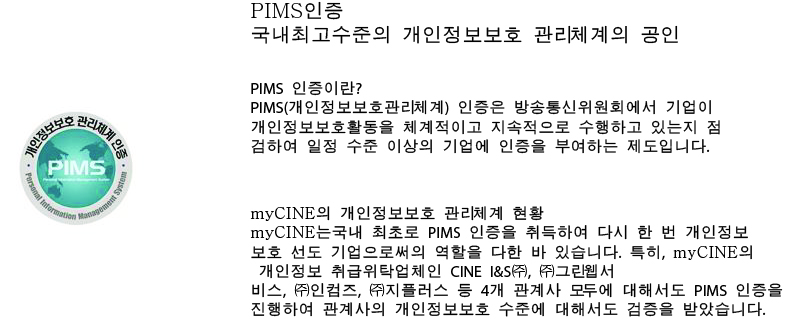 PIMS인증
국내최고수준의 개인정보보호 관리체계의 공인
PIMS 인증이란?
PIMS(개인정보보호관리체계) 인증은 방송통신위원회에서 기업이
개인정보보호활동을 체계적이고 지속적으로 수행하고 있는지 점
검하여 일정 수준 이상의 기업에 인증을 부여하는 제도입니다.
개인정보보호 관리체계 인증
PIMS
Personal Information Management System
Personal Information Management System
myCINE의 개인정보보호 관리체계 현황
myCINE는국내 최초로 PIMS 인증을 취득하여 다시 한 번 개인정보
보호 선도 기업으로써의 역할을 다한 바 있습니다. 특히, myCINE의
개인정보 취급위탁업체인 CINE I&S㈜, ㈜그린웹서
비스, ㈜인컴즈, ㈜지플러스 등 4개 관계사 모두에 대해서도 PIMS 인증을
진행하여 관계사의 개인정보보호 수준에 대해서도 검증을 받았습니다.